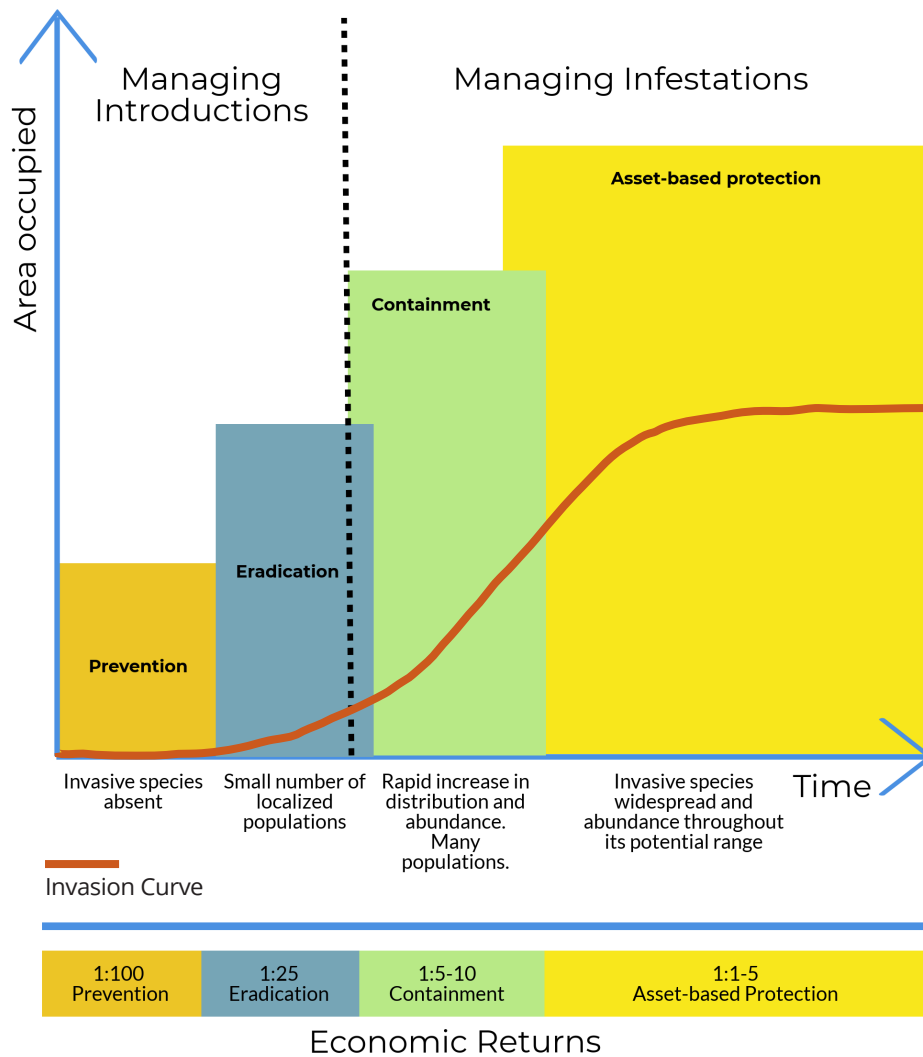 Managing
Introductions
Managing Infestations
Area occupied
Asset-based protection
Containment
Eradication
Prevention
Invasive species
absent
Small number of
localized
populations
Rapid increase in
distribution and
abundance.
Many
populations.
Invasive species
widespread and
abundance throughout
its potential range
Time
Invasion Curve
1:100
Prevention
1:25
Eradication
1:5-10
Containment
1:1-5
Asset-based Protection
Economic Returns